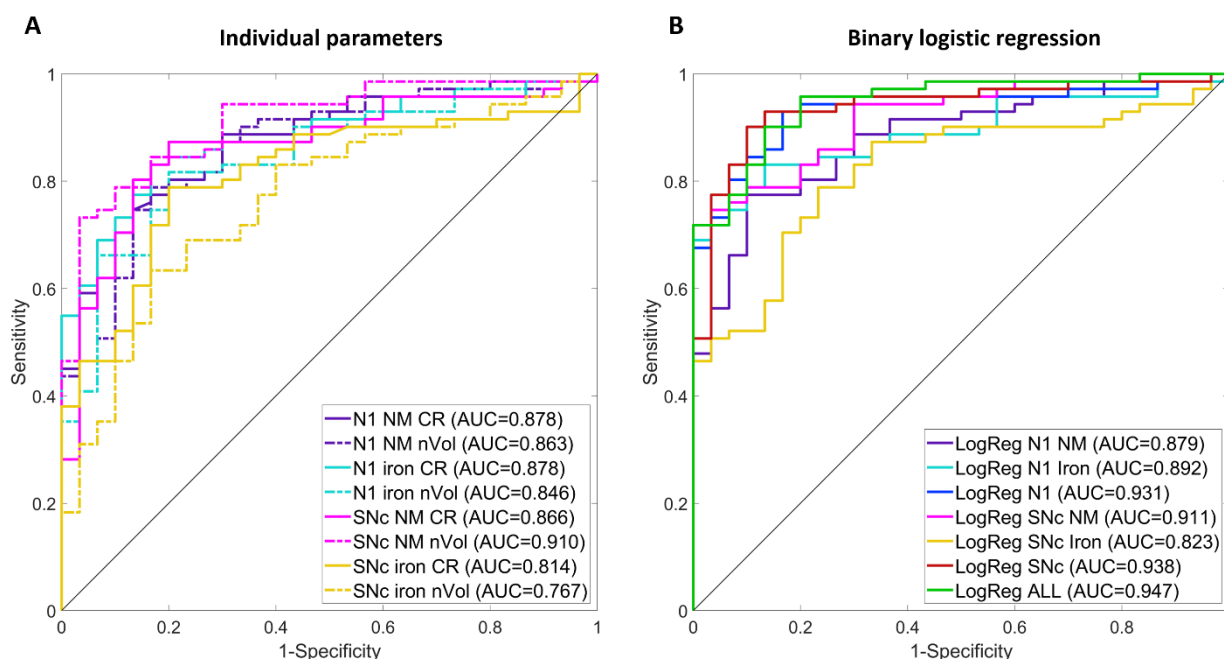 A
Individual parameters
1
0.8
0.6
0.4
0.2
0
Sensitivity
N1 NM CR (AUC=0.878)
N1 NM nVol (AUC=0.863)
N1 iron CR (AUC=0.878)
N1 iron nVol (AUC=0.846)
SNc NM CR (AUC=0.866)
SNc NM nVol (AUC=0.910)
SNc iron CR (AUC=0.814)
SNc iron nVol (AUC=0.767)
0 0.2 0.4 0.6 0.8 1
1-Specificity
B
Binary logistic regression
1
0.8
0.6
0.4
0.2
0
Sensitivity
LogReg N1 NM (AUC=0.879)
LogReg N1 Iron (AUC=0.892)
LogReg N1 (AUC=0.931)
LogReg SNc NM (AUC=0.911)
LogReg SNc Iron (AUC=0.823)
LogReg SNc (AUC=0.938)
LogReg ALL (AUC=0.947)
0 0.2 0.4 0.6 0.8
1-Specificity